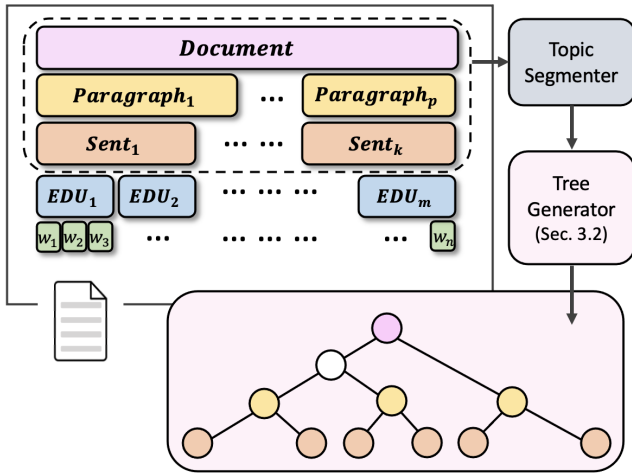 Document
Paragraph₁ ... Paragraphₚ
Sent₁ ... ... Sentₖ
EDU₁ EDU₂ ... ... ... EDUₘ
w₁ w₂ w₃ ... ... ... ... ... wₙ
Topic
Segmenter
Tree
Generator
(Sec. 3.2)